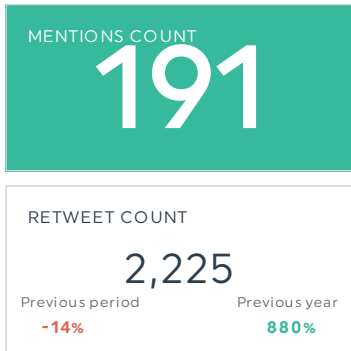 MENTIONS COUNT
191
RETWEET COUNT
2,225
Previous period Previous year
-14% 880%